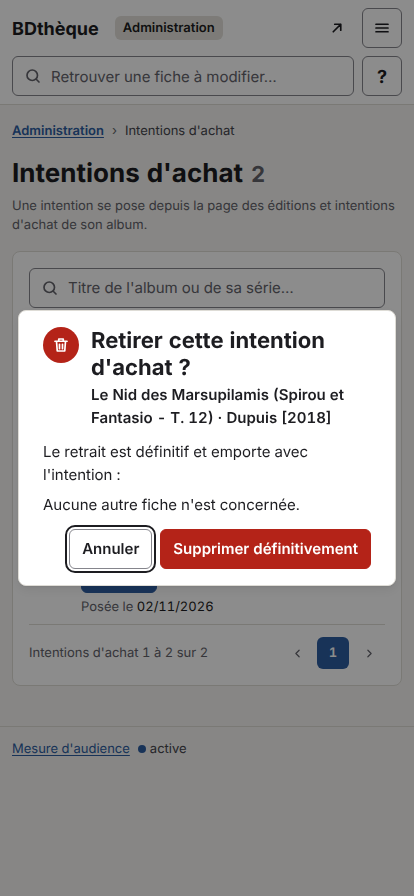 BDthèque Administration
Retrouver une fiche à modifier...
?
Administration › Intentions d'achat
Intentions d'achat 2
Une intention se pose depuis la page des éditions et intentions
d'achat de son album.
Titre de l'album ou de sa série...
Retirer cette intention
d'achat ?
Le Nid des Marsupilamis (Spirou et
Fantasio - T. 12) · Dupuis [2018]
Le retrait est définitif et emporte avec
l'intention :
Aucune autre fiche n'est concernée.
Annuler Supprimer définitivement
Posée le 02/11/2026
Intentions d'achat 1 à 2 sur 2 ‹ 1 ›
Mesure d'audience active